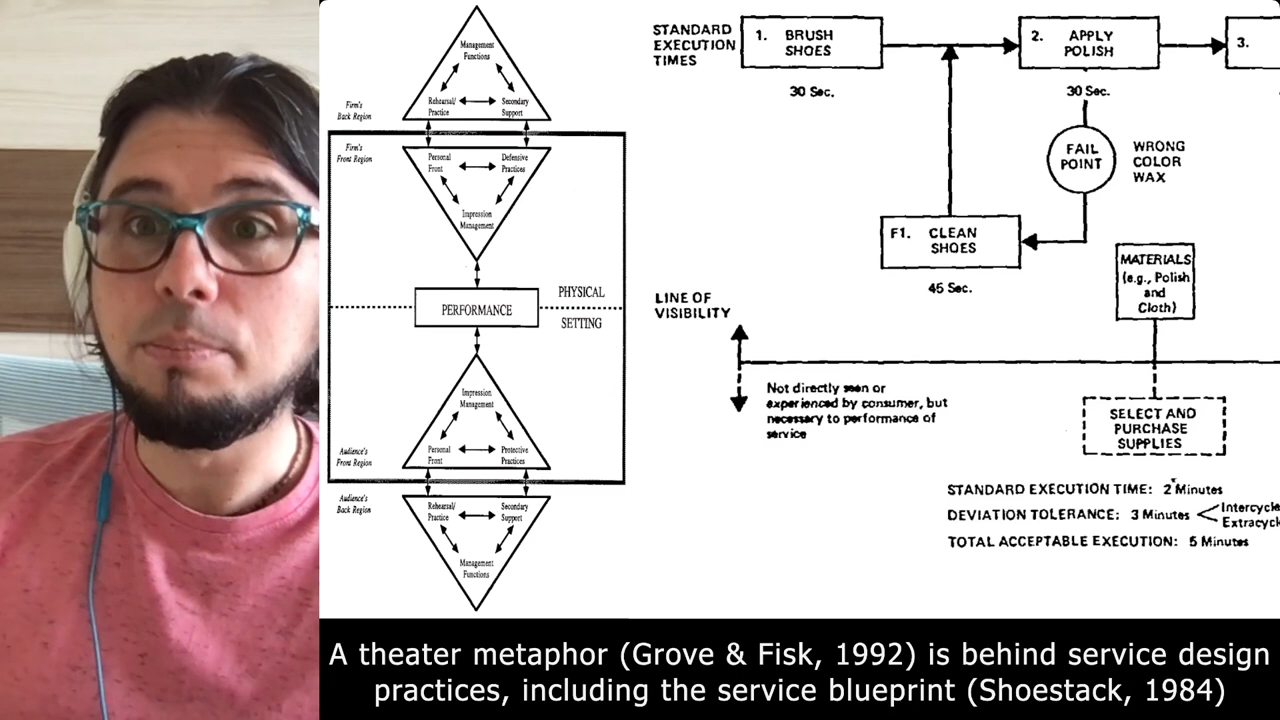 Management
Functions
Rehearsal/
Practice
Secondary
Support
Firm's
Back Region
Firm's
Front Region
Personal
Front
Defensive
Practices
Impression
Management
PERFORMANCE
PHYSICAL
SETTING
Impression
Management
Personal
Front
Protective
Practices
Audience's
Front Region
Audience's
Back Region
Rehearsal/
Practice
Secondary
Support
Management
Functions
STANDARD
EXECUTION
TIMES
1. BRUSH
SHOES
30 Sec.
2. APPLY
POLISH
30 Sec.
3.
FAIL
POINT
WRONG
COLOR
WAX
F1. CLEAN
SHOES
45 Sec.
MATERIALS
(e.g., Polish
and
Cloth)
LINE OF
VISIBILITY
Not directly seen or
experienced by consumer, but
necessary to performance of
service
SELECT AND
PURCHASE
SUPPLIES
STANDARD EXECUTION TIME: 2 Minutes
DEVIATION TOLERANCE: 3 Minutes
Intercycle
Extracycl
TOTAL ACCEPTABLE EXECUTION: 5 Minutes
A theater metaphor (Grove & Fisk, 1992) is behind service design
practices, including the service blueprint (Shoestack, 1984)